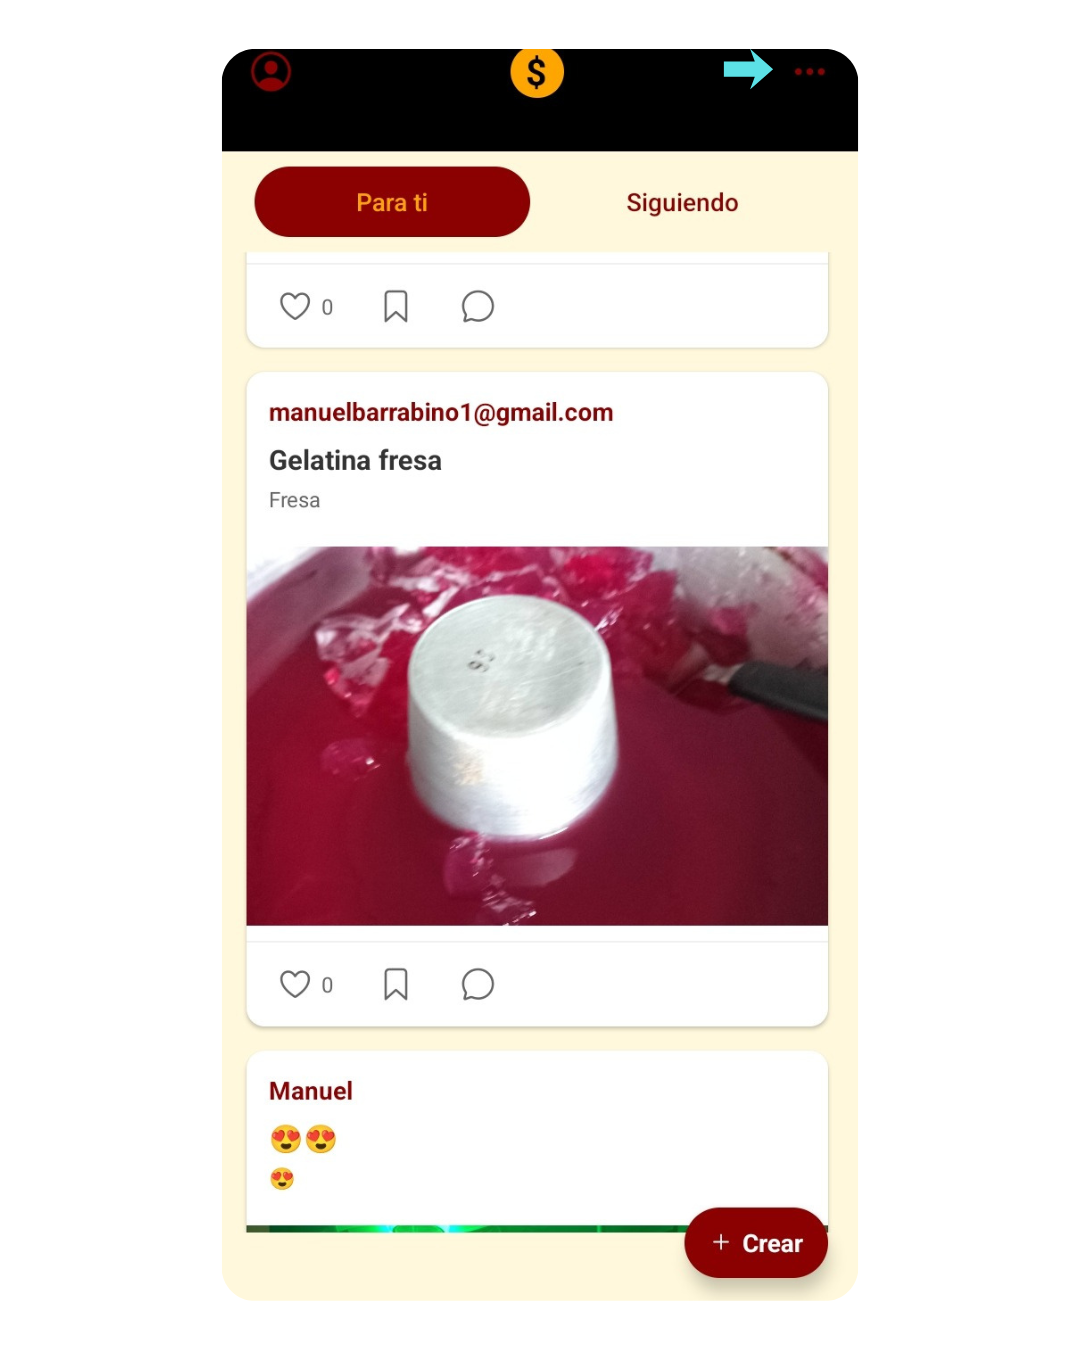 $
Para ti
Siguiendo
0
manuelbarrabino1@gmail.com
Gelatina fresa
Fresa
0
Manuel
😍😍
😍
+ Crear